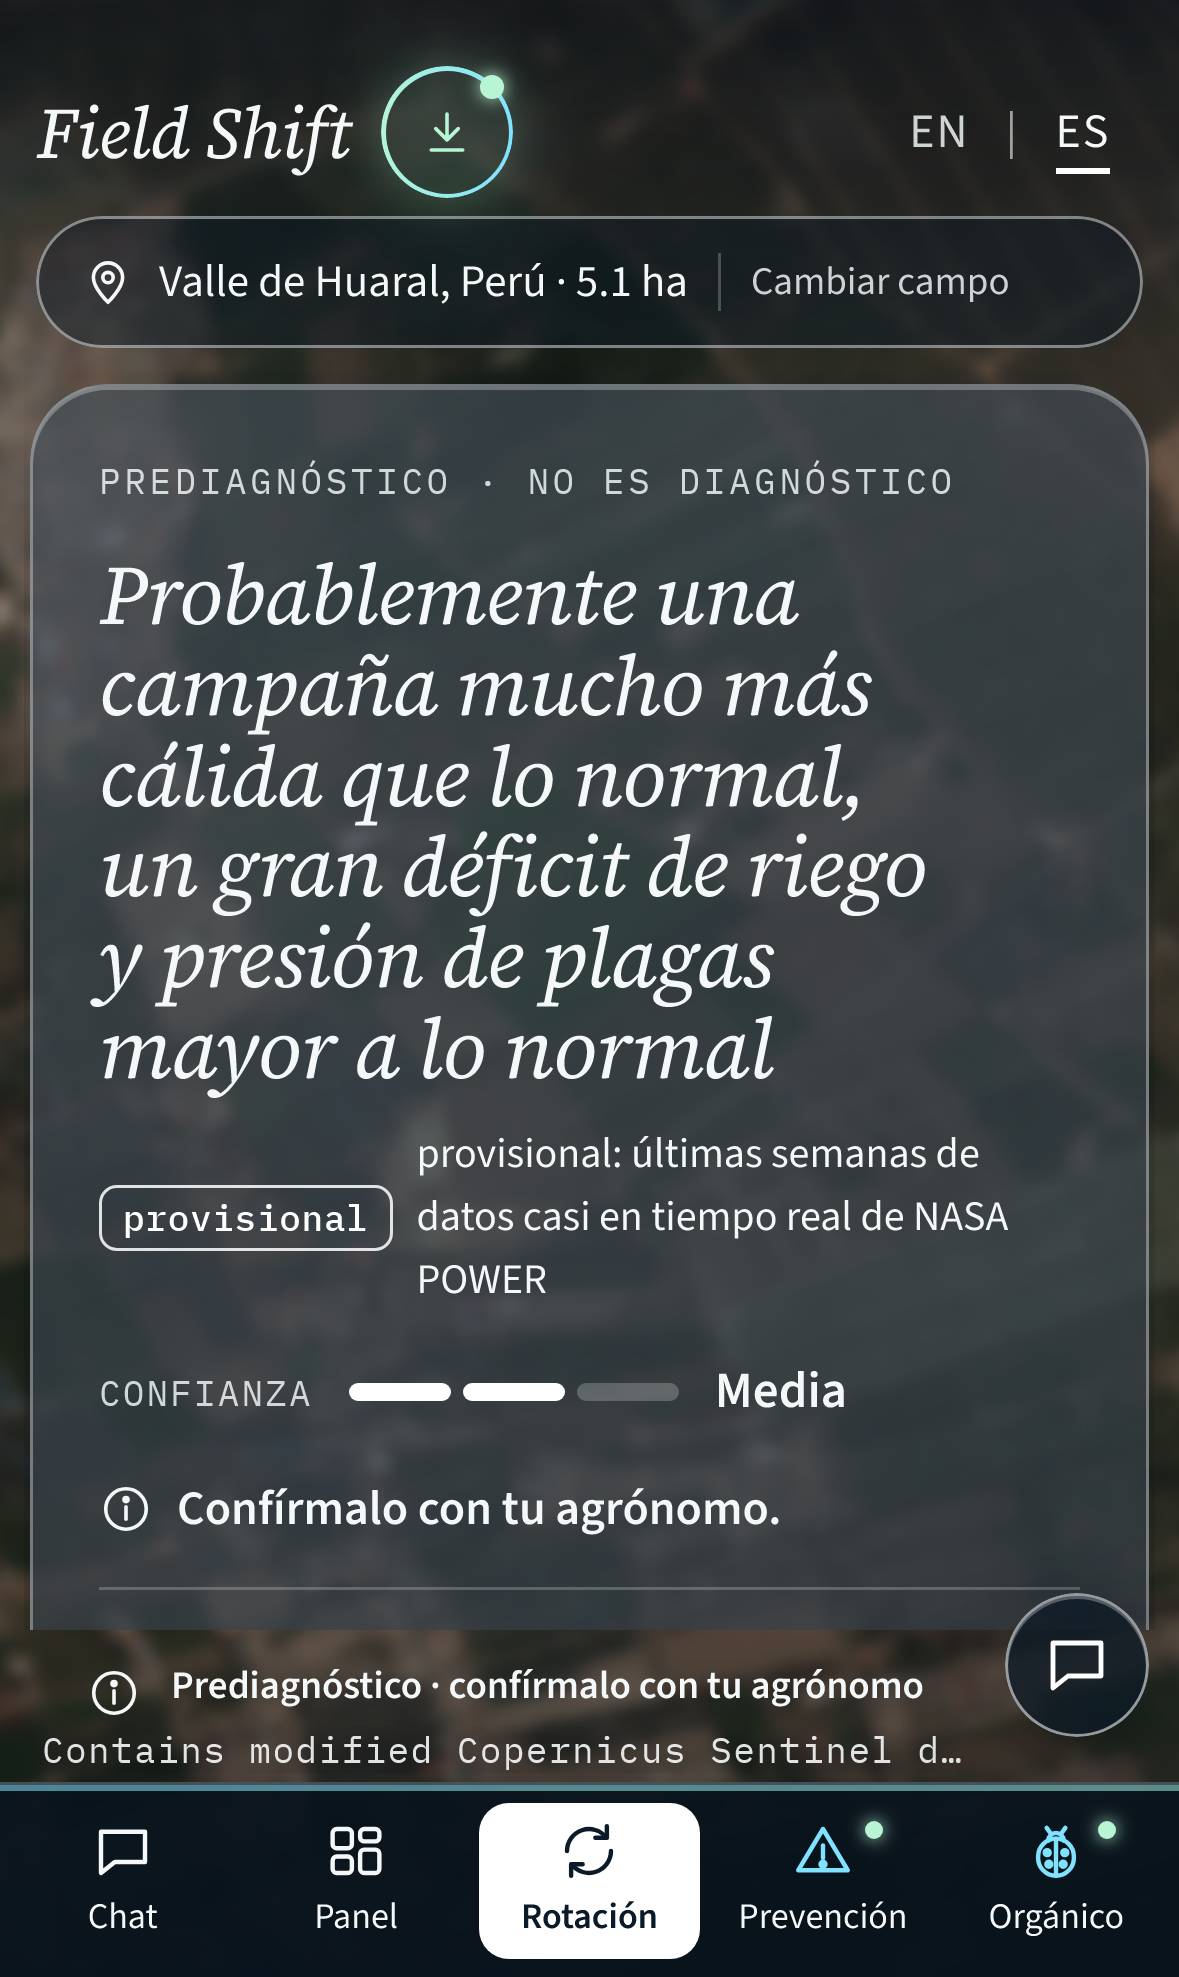 Field Shift
EN | ES
Valle de Huaral, Perú · 5.1 ha | Cambiar campo
PREDIAGNÓSTICO · NO ES DIAGNÓSTICO
Probablemente una
campaña mucho más
cálida que lo normal,
un gran déficit de riego
y presión de plagas
mayor a lo normal
provisional
provisional: últimas semanas de
datos casi en tiempo real de NASA
POWER
CONFIANZA Media
Confírmalo con tu agrónomo.
Prediagnóstico · confírmalo con tu agrónomo
Contains modified Copernicus Sentinel d…
Chat Panel Rotación Prevención Orgánico